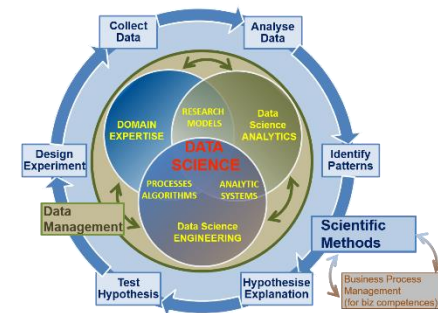 Collect
Data
Analyse
Data
DOMAIN
EXPERTISE
RESEARCH
MODELS
Data
Science
ANALYTICS
DATA
SCIENCE
Design
Experiment
Identify
Patterns
PROCESSES
ALGORITHMS
ANALYTIC
SYSTEMS
Data
Management
Data Science
ENGINEERING
Scientific
Methods
Test
Hypothesis
Hypothesise
Explanation
Business Process
Management
(for biz competences)